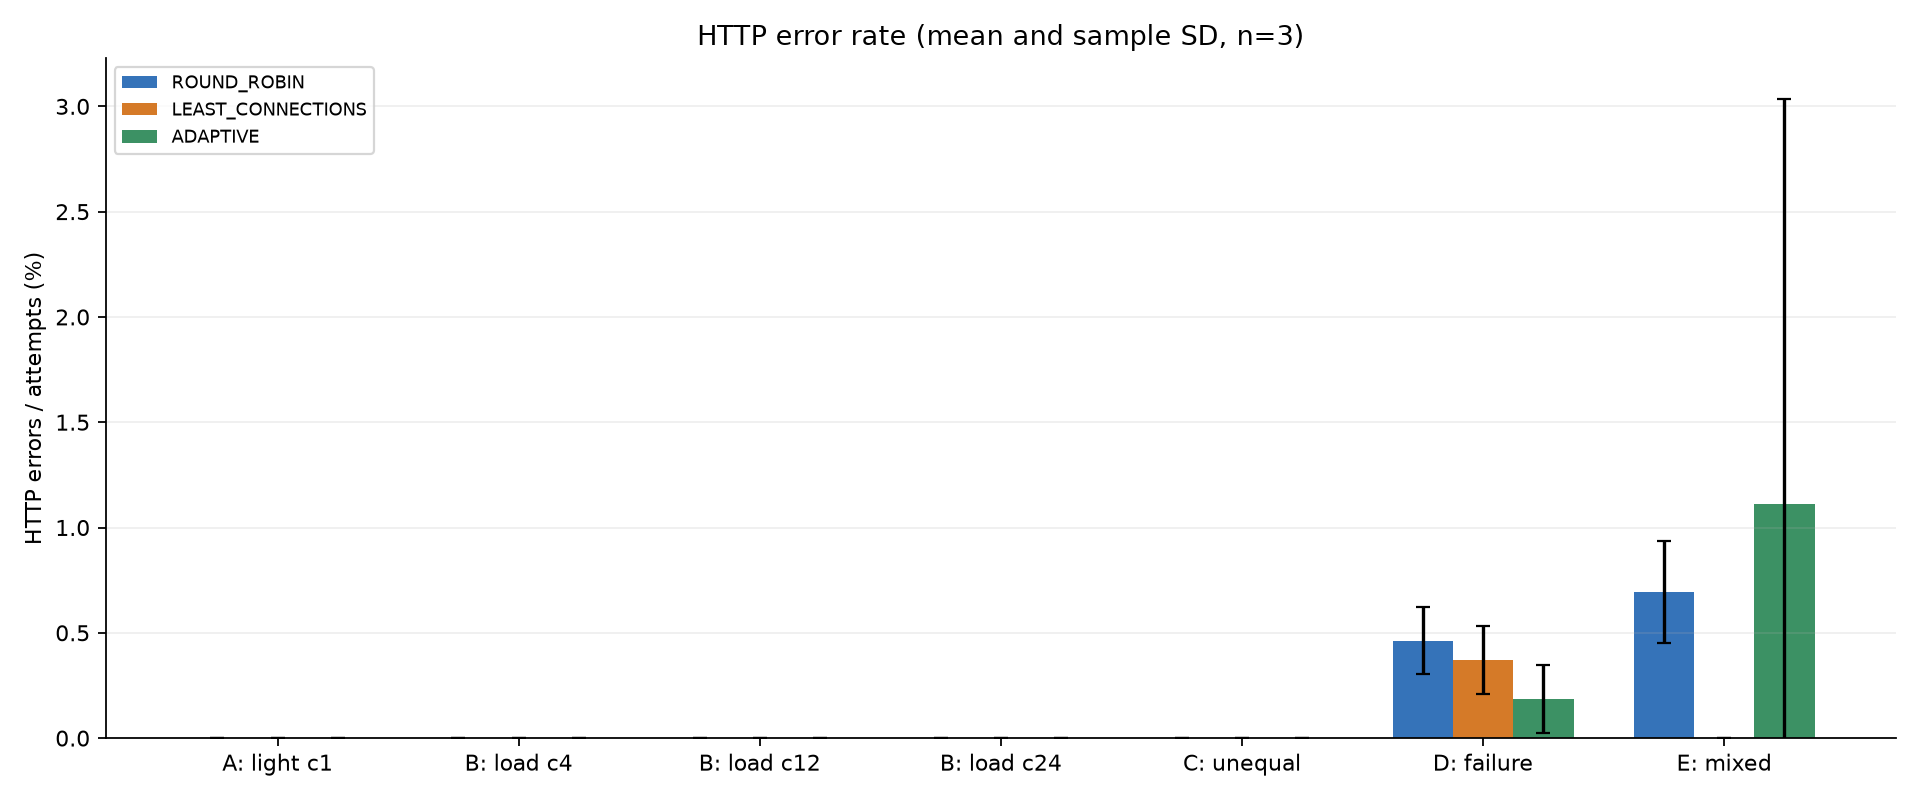 HTTP error rate (mean and sample SD, n=3)
ROUND_ROBIN
LEAST_CONNECTIONS
ADAPTIVE
HTTP errors / attempts (%)
3.0
2.5
2.0
1.5
1.0
0.5
0.0
A: light c1
B: load c4
B: load c12
B: load c24
C: unequal
D: failure
E: mixed